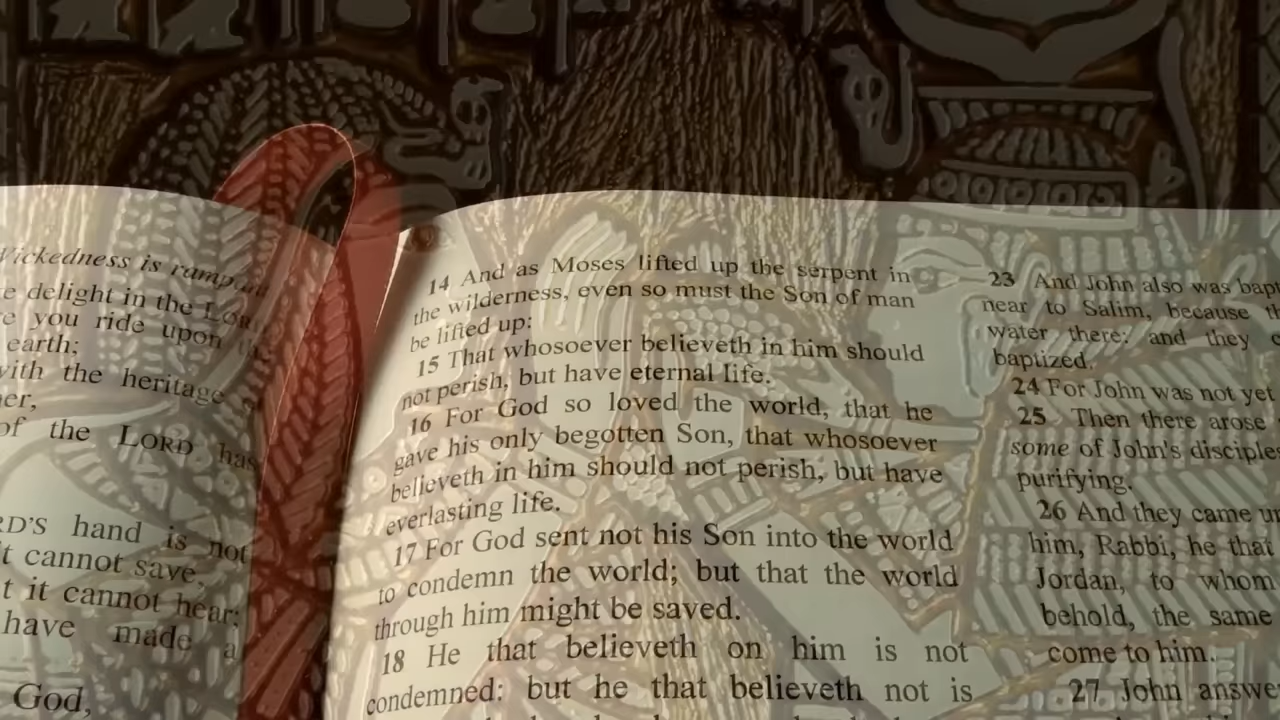 Wickedness is rampant
delight in the LORD
you ride upon the
earth;
with the heritage of
of the LORD has
hand is not
it cannot save,
t it cannot hear:
have made a
God,
14 And as Moses lifted up the serpent in
the wilderness, even so must the Son of man
be lifted up:
15 That whosoever believeth in him should
not perish, but have eternal life.
16 For God so loved the world, that he
gave his only begotten Son, that whosoever
believeth in him should not perish, but have
everlasting life.
17 For God sent not his Son into the world
to condemn the world; but that the world
through him might be saved.
18 He that believeth on him is not
condemned: but he that believeth not is
23 And John also was bapt
near to Salim, because th
water there: and they c
baptized.
24 For John was not yet
25 Then there arose
some of John's disciples
purifying.
26 And they came un
him, Rabbi, he that
Jordan, to whom
behold, the same
come to him.
27 John answe